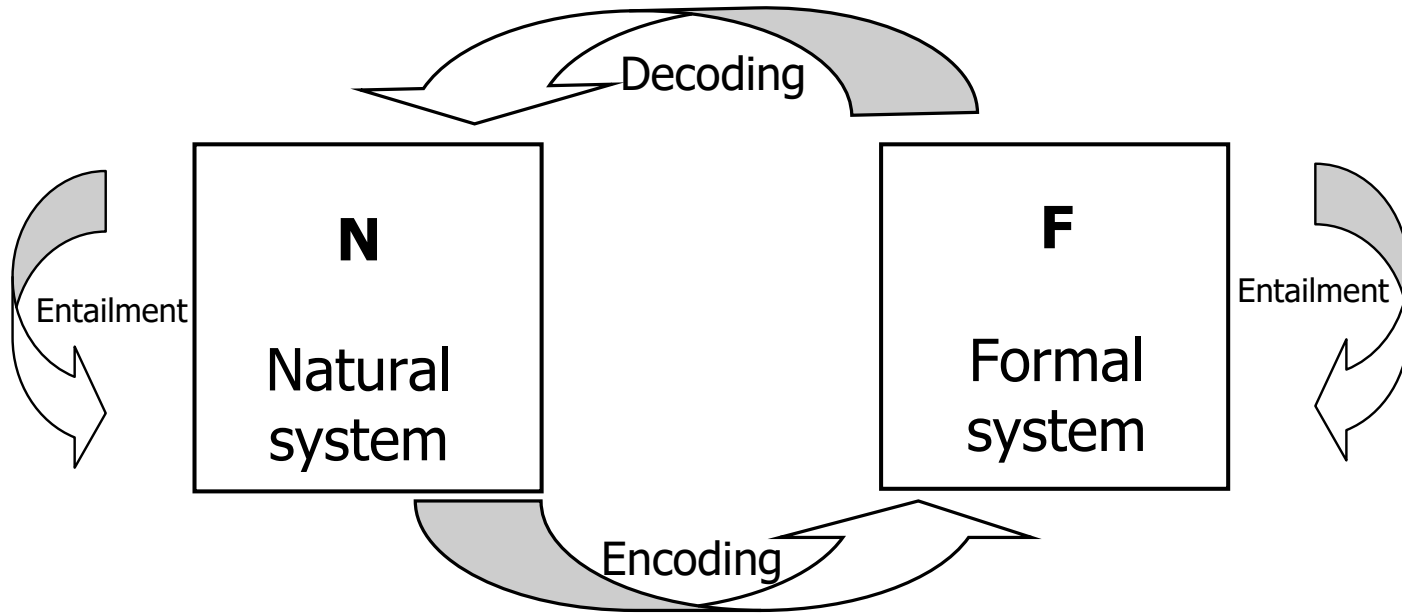 Decoding
N
F
Entailment
Entailment
Natural
system
Formal
system
Encoding